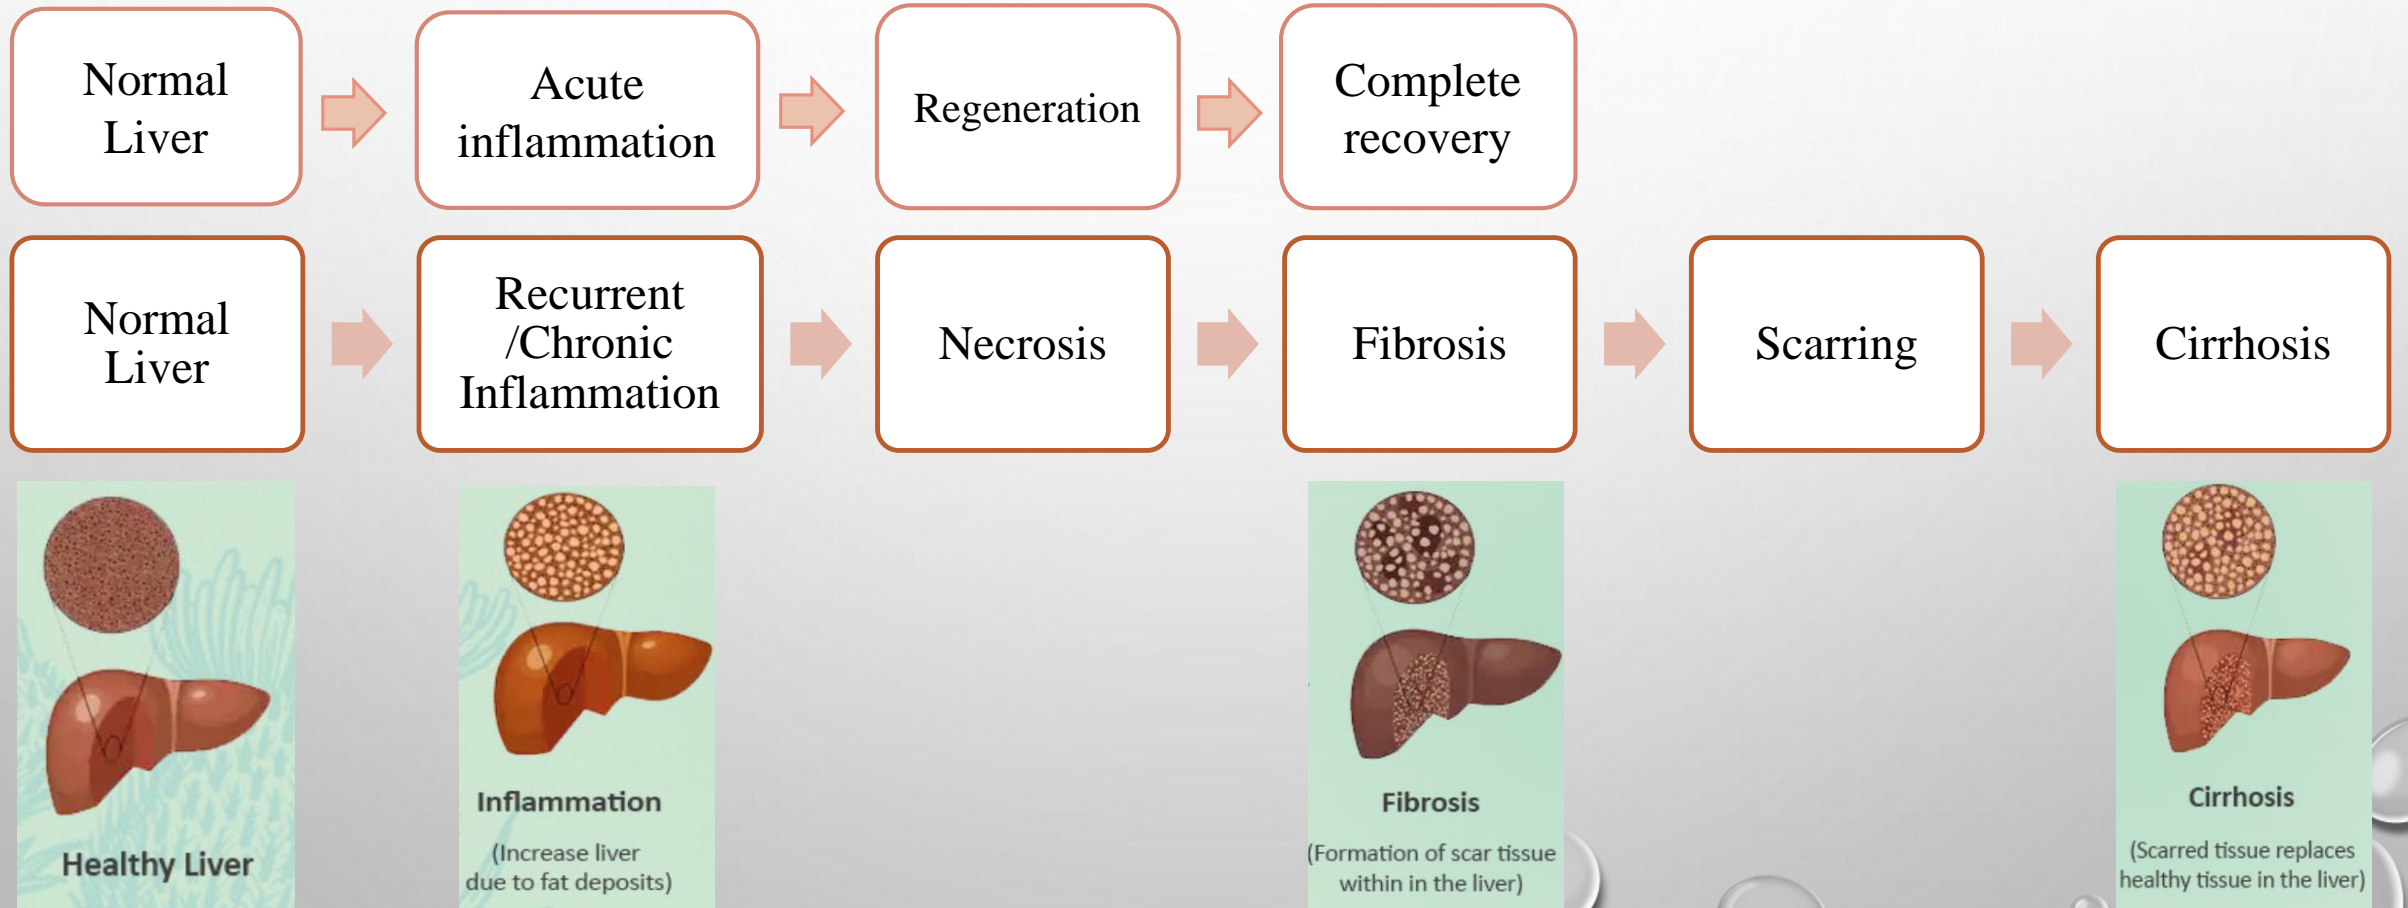 Normal
Liver
Acute
inflammation
Regeneration
Complete
recovery
Normal
Liver
Recurrent
/Chronic
Inflammation
Necrosis
Fibrosis
Scarring
Cirrhosis
Healthy Liver
Inflammation
(Increase liver
due to fat deposits)
Fibrosis
(Formation of scar tissue
within in the liver)
Cirrhosis
(Scarred tissue replaces
healthy tissue in the liver)